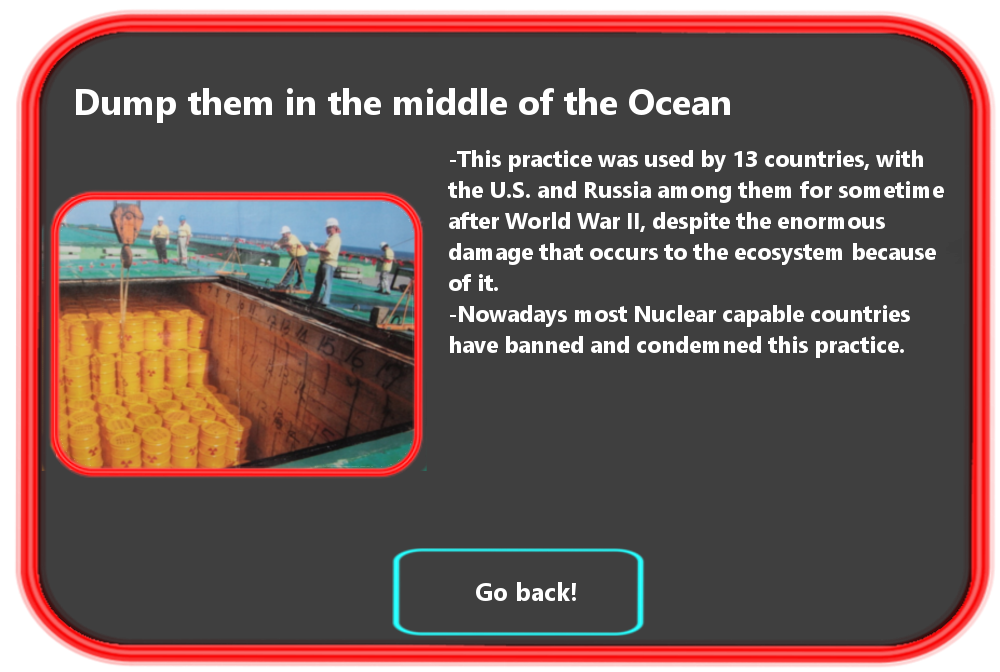 Dump them in the middle of the Ocean
-This practice was used by 13 countries, with
the U.S. and Russia among them for sometime
after World War II, despite the enormous
damage that occurs to the ecosystem because
of it.
-Nowadays most Nuclear capable countries
have banned and condemned this practice.
15 16
Go back!